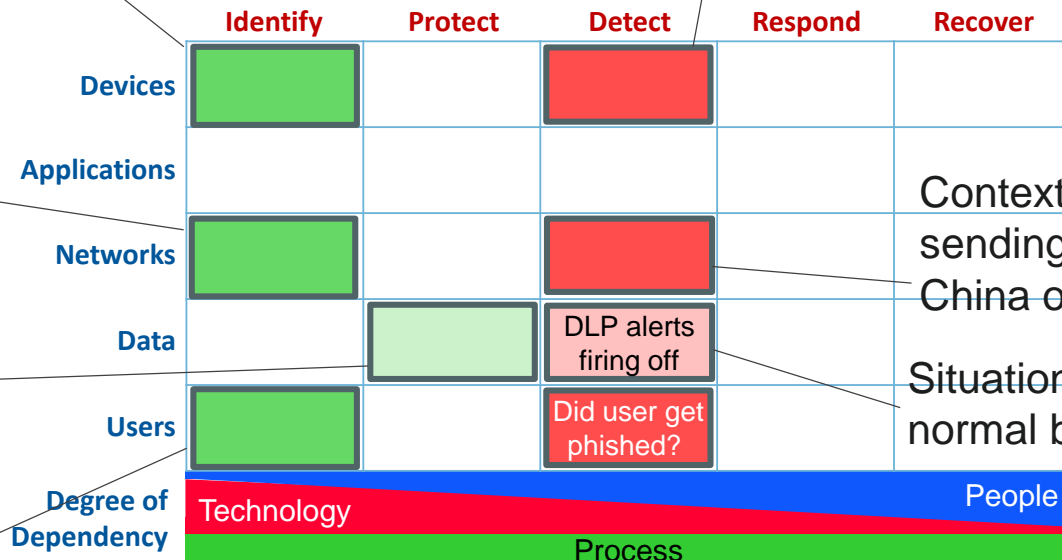 Identify Protect Detect Respond Recover
Devices
Applications
Networks
Data
Users
Degree of
Dependency
DLP alerts
firing off
Did user get
phished?
Context
sending
China o
Situation
normal b
Technology
People
Process